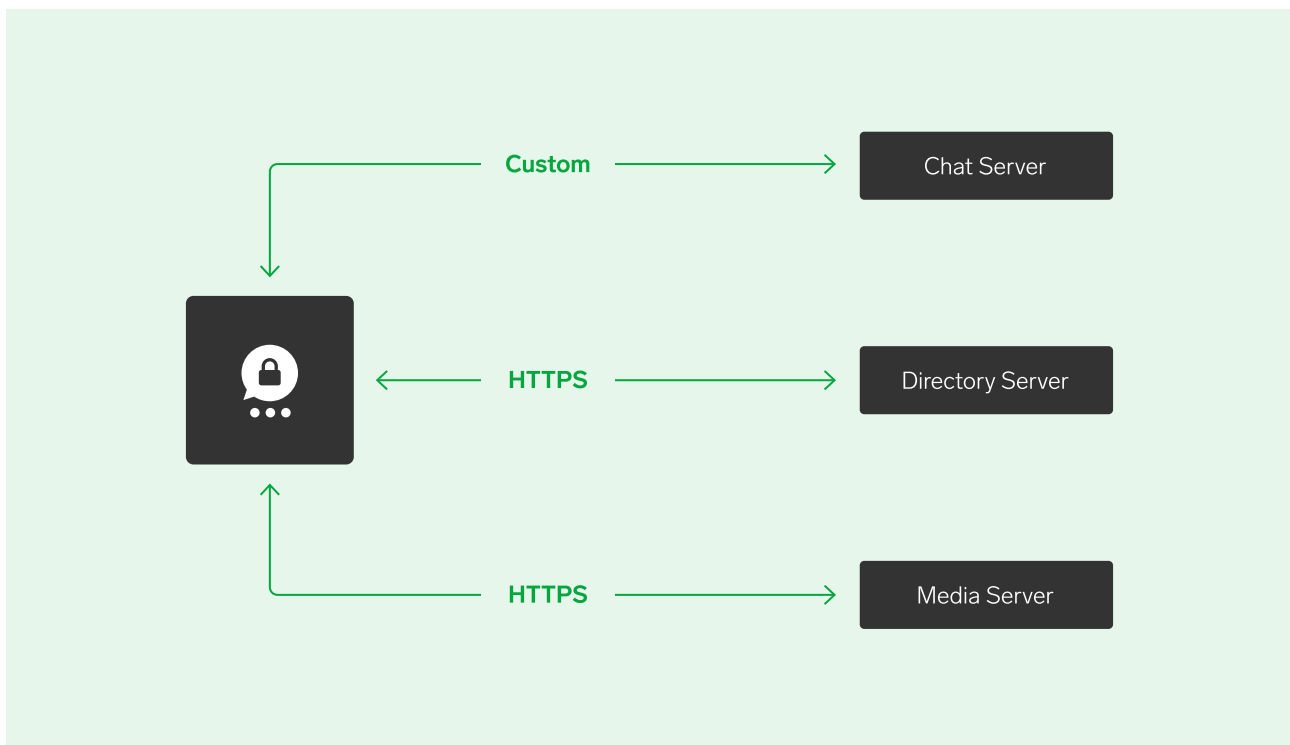 Custom
Chat Server
HTTPS
Directory Server
HTTPS
Media Server